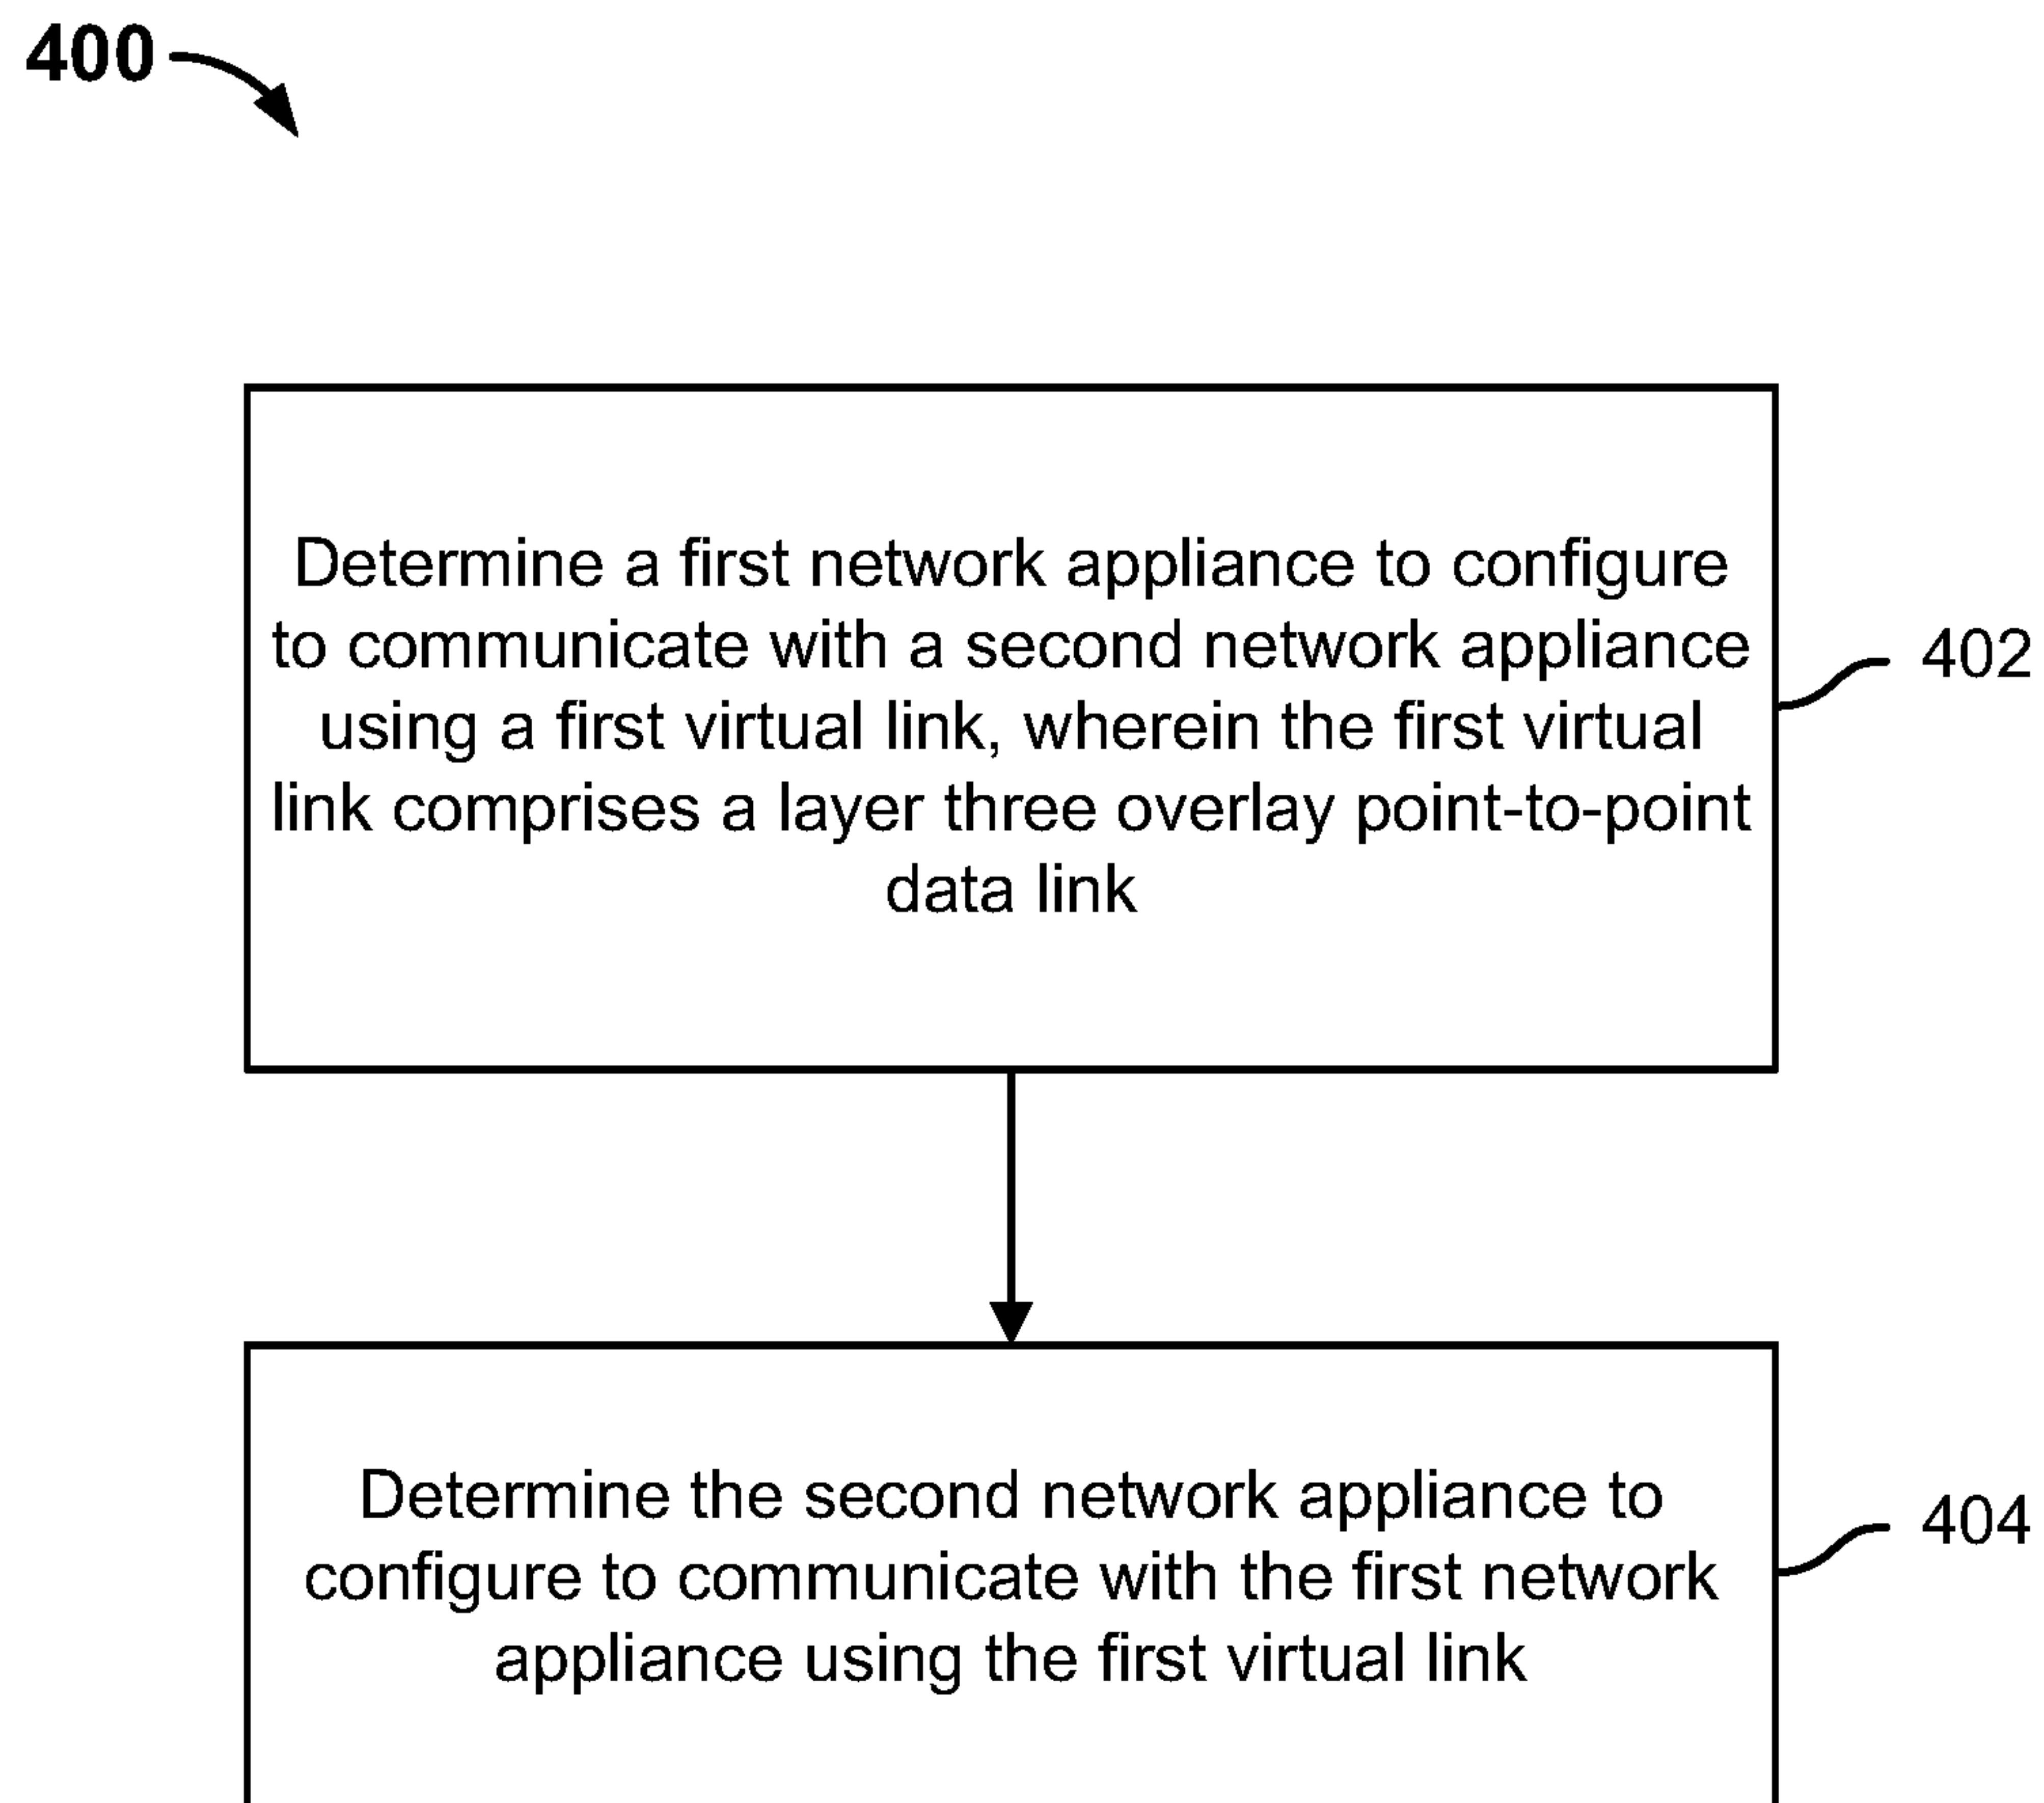 400
Determine a first network appliance to configure
to communicate with a second network appliance
using a first virtual link, wherein the first virtual
link comprises a layer three overlay point-to-point
data link
402
Determine the second network appliance to
configure to communicate with the first network
appliance using the first virtual link
404